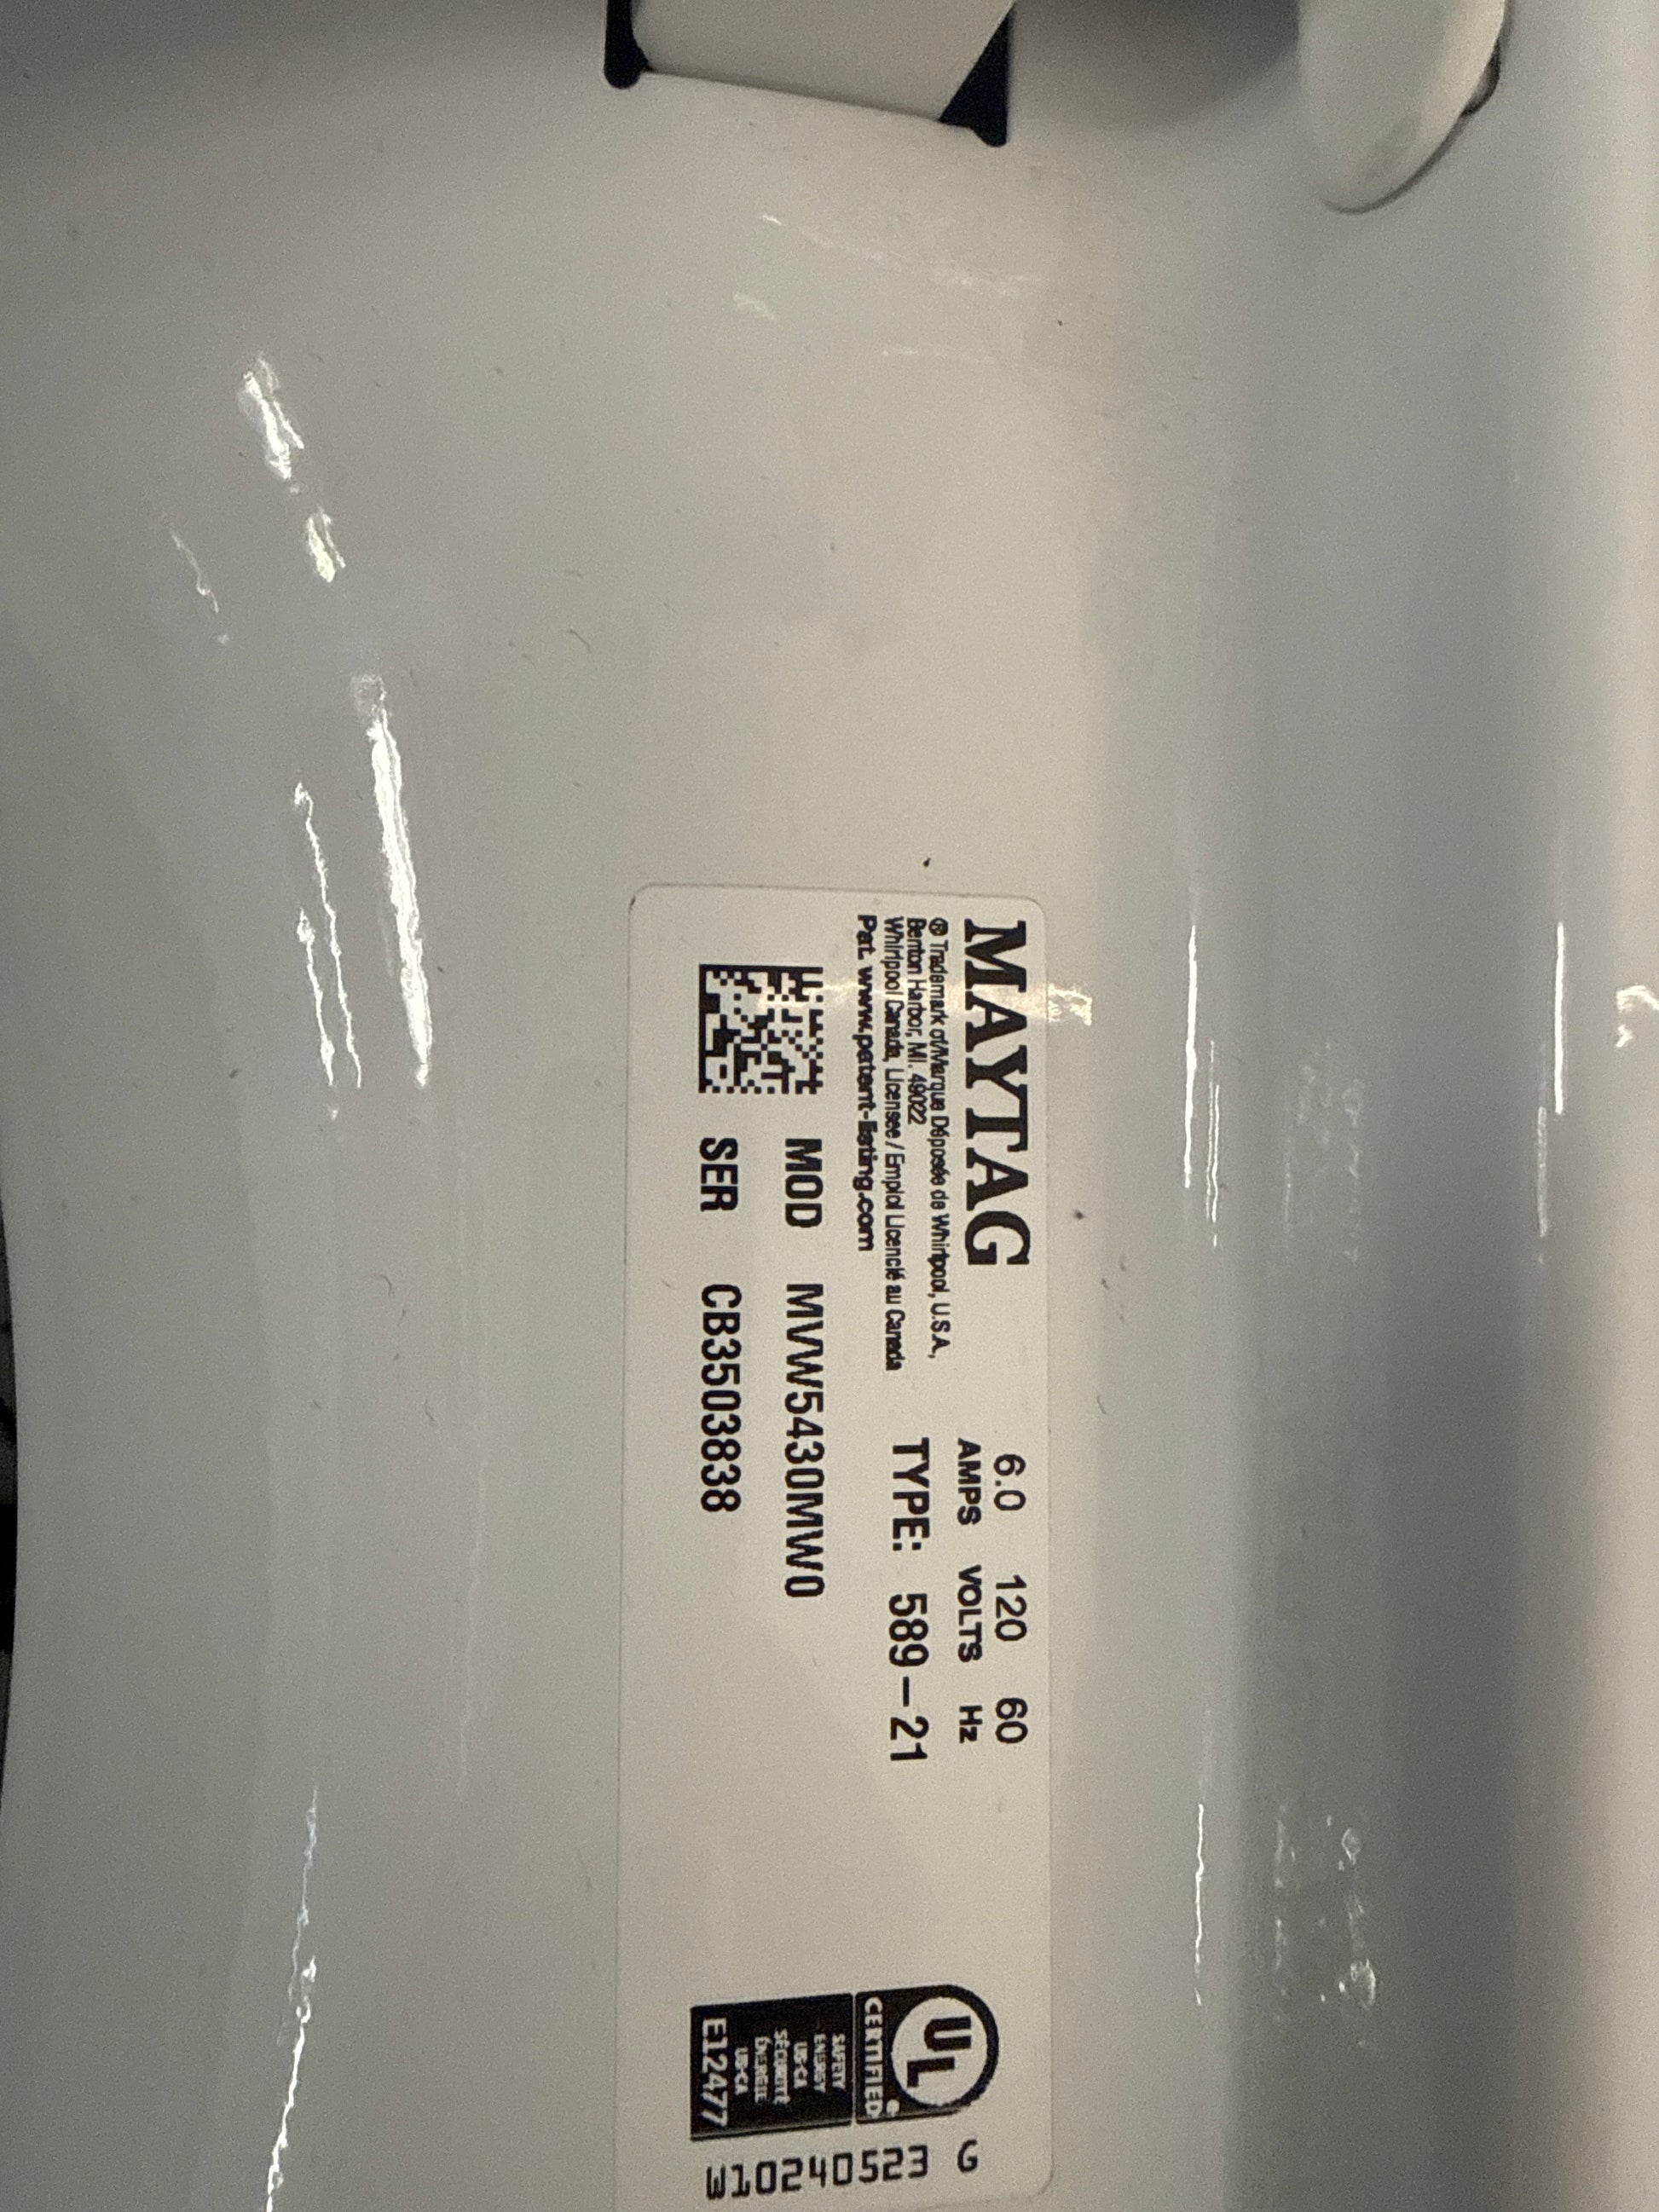 MAYTAG
® Trademark of/Marque Déposée de Whirlpool, U.S.A.,
Benton Harbor, MI. 49022
Whirlpool Canada, Licensee / Emploi Licencié au Canada
Pat. www.patent-listing.com
6.0 120 60
AMPS VOLTS Hz
TYPE: 589-21
MOD MVW5430MW0
SER CB3503838
UL
CERTIFIED
SAFETY
ENERGY
US-CA
SÉCURITÉ
ÉNERGIE
US-CA
E12477
W10240523 G